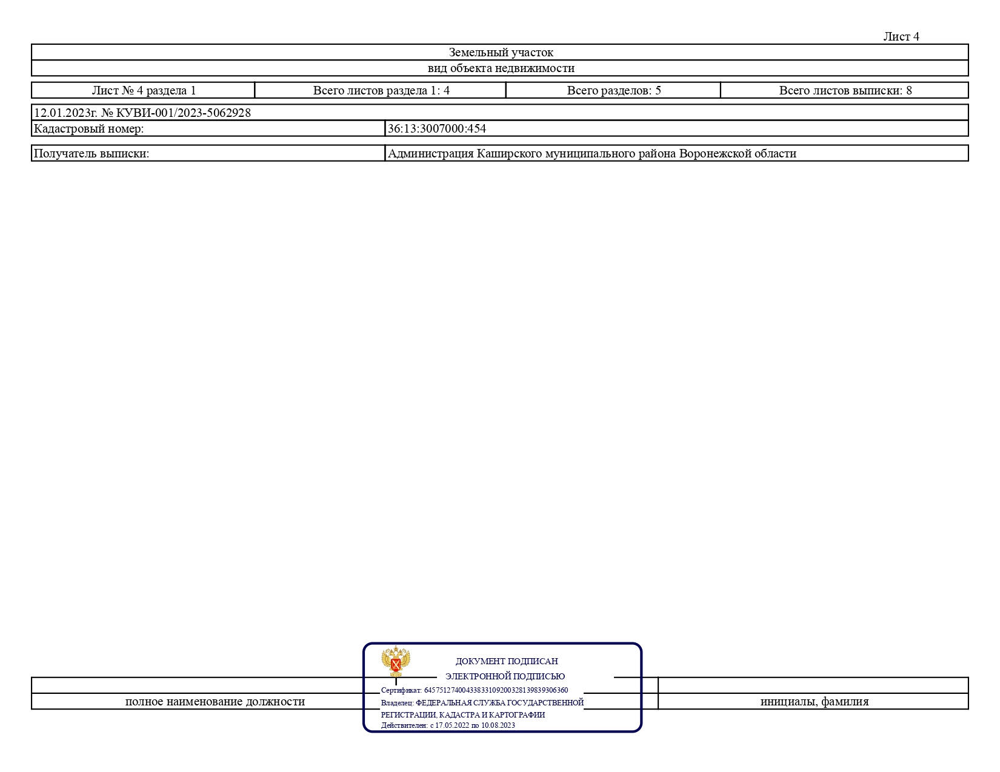 Лист 4
Земельный участок
вид объекта недвижимости
Лист № 4 раздела 1 Всего листов раздела 1: 4 Всего разделов: 5 Всего листов выписки: 8
12.01.2023г. № КУВИ-001/2023-5062928
Кадастровый номер: 36:13:3007000:454
Получатель выписки: Администрация Каширского муниципального района Воронежской области
ДОКУМЕНТ ПОДПИСАН
ЭЛЕКТРОННОЙ ПОДПИСЬЮ
Сертификат: 64575127400433833109200328139839306360
Владелец: ФЕДЕРАЛЬНАЯ СЛУЖБА ГОСУДАРСТВЕННОЙ
РЕГИСТРАЦИИ, КАДАСТРА И КАРТОГРАФИИ
Действителен: с 17.05.2022 по 10.08.2023
полное наименование должности инициалы, фамилия